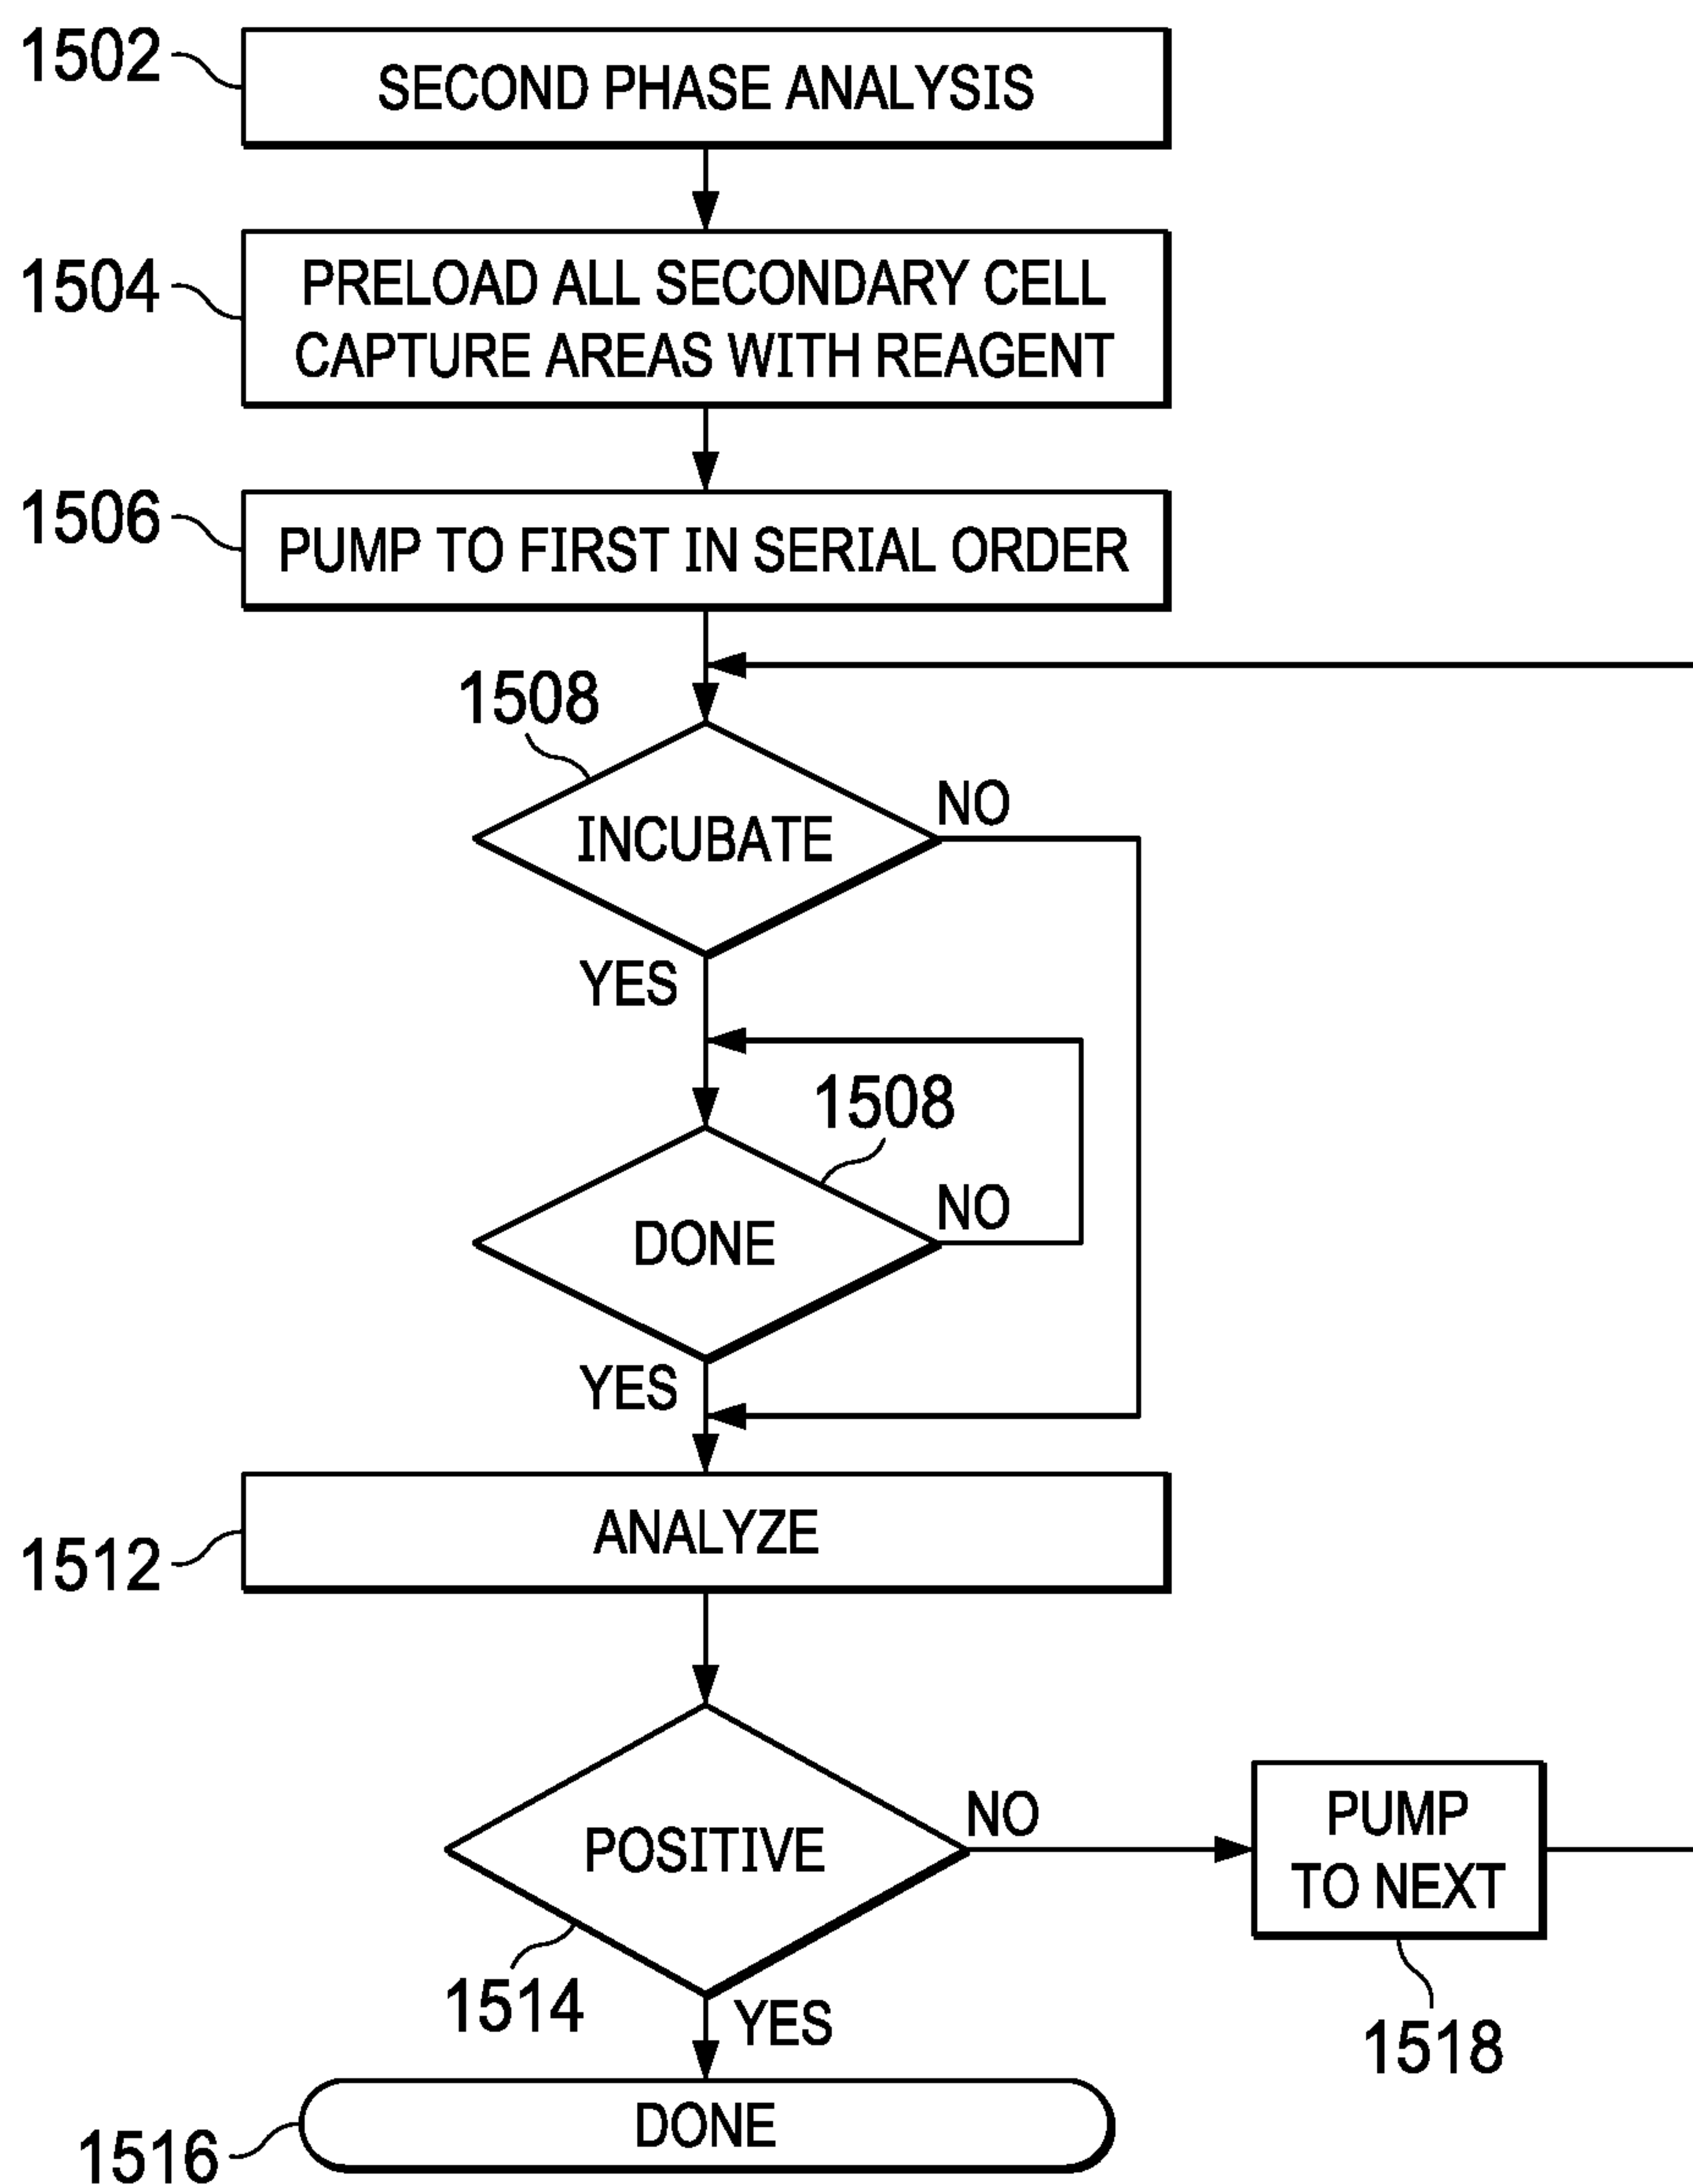 1502
SECOND PHASE ANALYSIS
1504
PRELOAD ALL SECONDARY CELL
CAPTURE AREAS WITH REAGENT
1506
PUMP TO FIRST IN SERIAL ORDER
1508
INCUBATE
NO
YES
1508
DONE
NO
YES
1512
ANALYZE
POSITIVE
NO
PUMP
TO NEXT
1514
YES
1518
1516
DONE